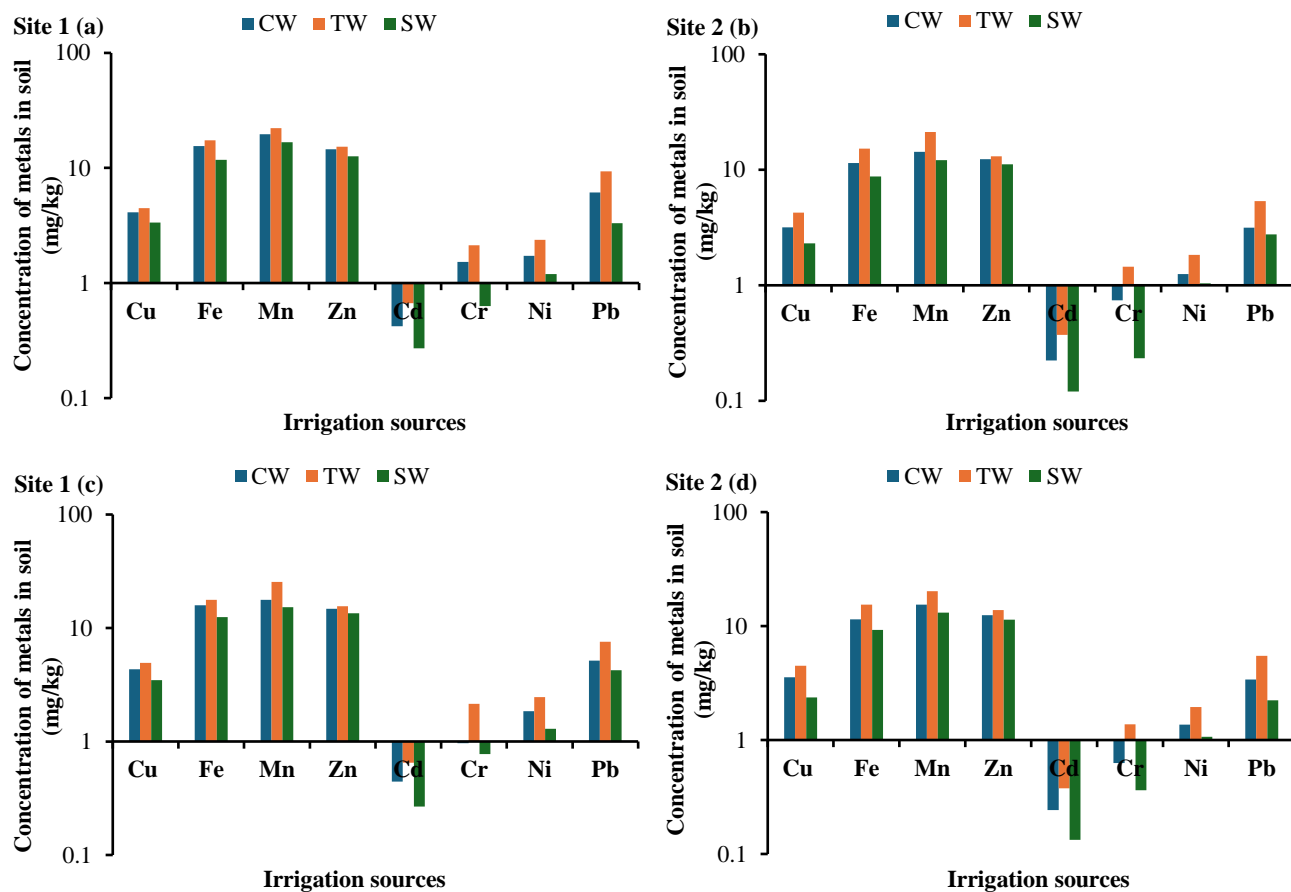 Site 1 (a)
CW TW SW
Concentration of metals in soil
(mg/kg)
100
10
1
0.1
Cu Fe Mn Zn Cd Cr Ni Pb
Irrigation sources
Site 2 (b)
CW TW SW
Concentration of metals in soil
(mg/kg)
100
10
1
0.1
Cu Fe Mn Zn Cd Cr Ni Pb
Irrigation sources
Site 1 (c)
CW TW SW
Concentration of metals in soil
(mg/kg)
100
10
1
0.1
Cu Fe Mn Zn Cd Cr Ni Pb
Irrigation sources
Site 2 (d)
CW TW SW
Concentration of metals in soil
(mg/kg)
100
10
1
0.1
Cu Fe Mn Zn Cd Cr Ni Pb
Irrigation sources